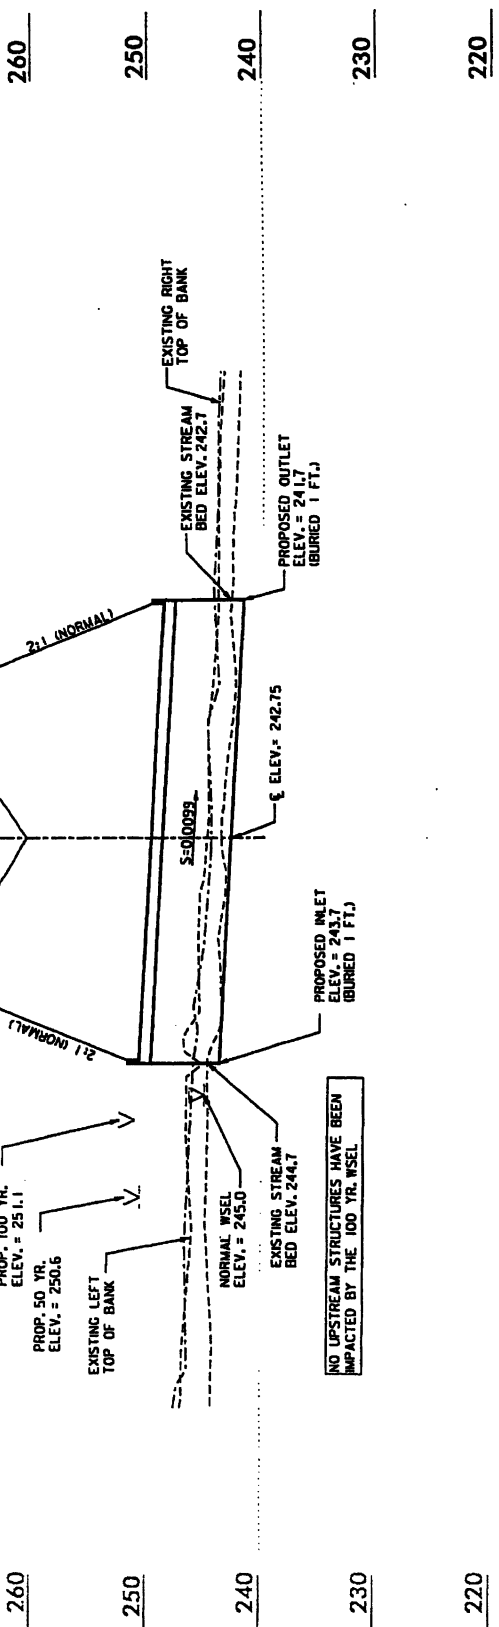 260
250
240
230
220
PROP. 100 YR.
ELEV. = 251.1
PROP. 50 YR.
ELEV. = 250.6
EXISTING LEFT
TOP OF BANK
NORMAL WSEL
ELEV. = 245.0
EXISTING STREAM
BED ELEV. 244.7
NO UPSTREAM STRUCTURES HAVE BEEN
IMPACTED BY THE 100 YR. WSEL
2:1 (NORMAL)
PROPOSED INLET
ELEV. = 243.7
(BURIED 1 FT.)
S=0.0099
℄ ELEV.= 242.75
2:1 (NORMAL)
EXISTING STREAM
BED ELEV. 242.7
EXISTING RIGHT
TOP OF BANK
PROPOSED OUTLET
ELEV. = 241.7
(BURIED 1 FT.)
260
250
240
230
220